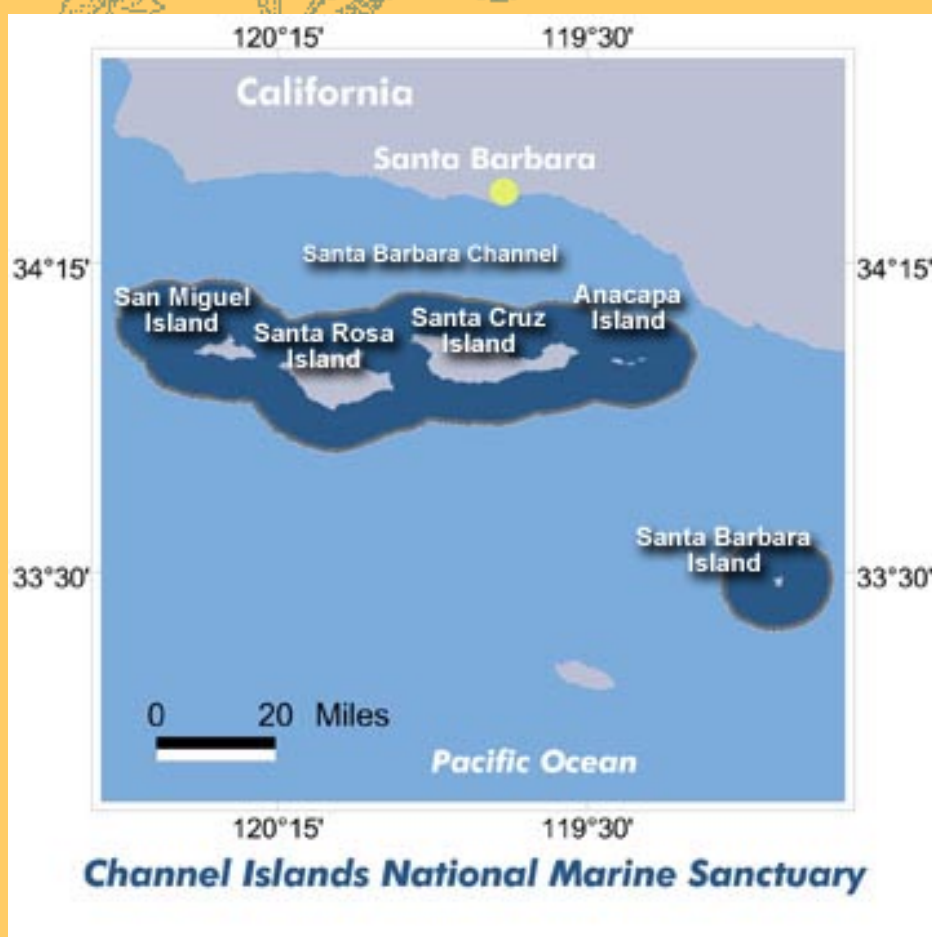 120°15' 119°30'
California
Santa Barbara
Santa Barbara Channel
34°15' 34°15'
San Miguel
Island
Santa Rosa
Island
Santa Cruz
Island
Anacapa
Island
Santa Barbara
Island
33°30' 33°30'
0 20 Miles
Pacific Ocean
120°15' 119°30'
Channel Islands National Marine Sanctuary